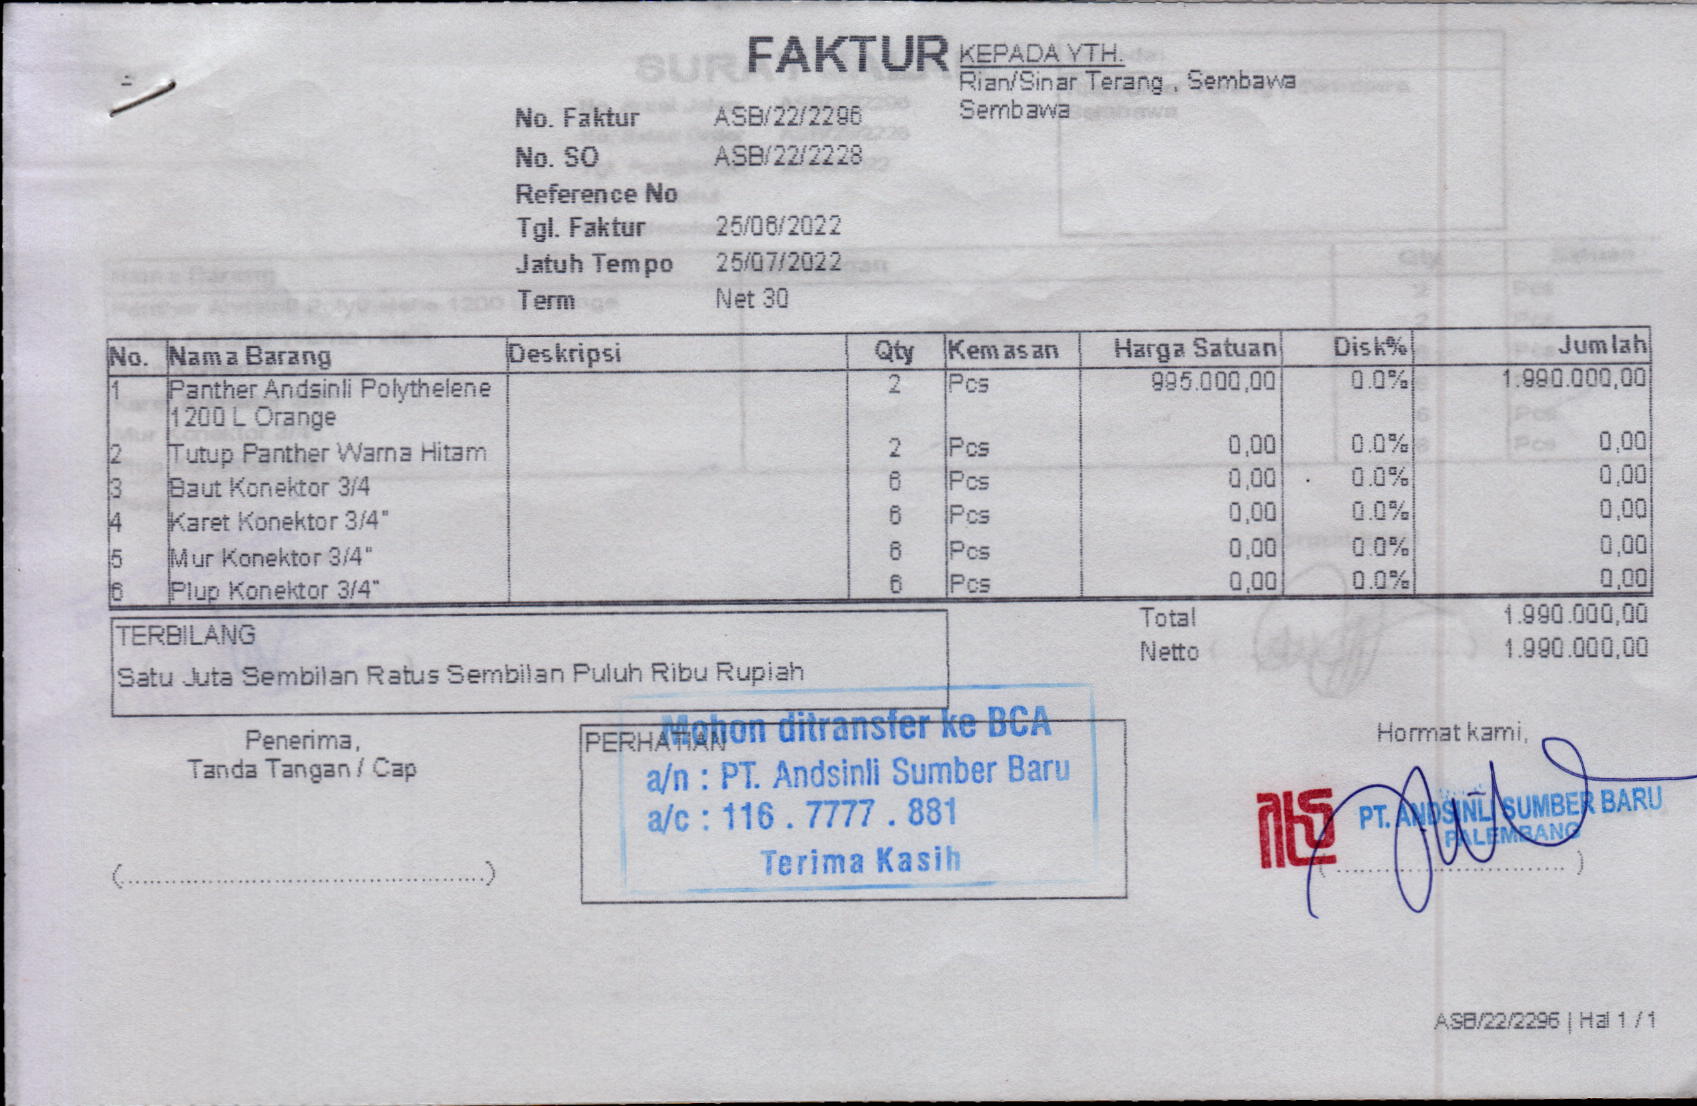 FAKTUR
KEPADA YTH.
Rian/Sinar Terang , Sembawa
Sembawa
No. Faktur ASB/22/2296
No. SO ASB/22/2228
Reference No
Tgl. Faktur 25/06/2022
Jatuh Tempo 25/07/2022
Term Net 30
No. Nama Barang Deskripsi Qty Kemasan Harga Satuan Disk% Jumlah
1 Panther Andsinli Polythelene 2 Pcs 995.000,00 0.0% 1.990.000,00
1200 L Orange
2 Tutup Panther Warna Hitam 2 Pcs 0,00 0.0% 0,00
3 Baut Konektor 3/4 6 Pcs 0,00 0.0% 0,00
4 Karet Konektor 3/4" 6 Pcs 0,00 0.0% 0,00
5 Mur Konektor 3/4" 6 Pcs 0,00 0.0% 0,00
6 Plup Konektor 3/4" 6 Pcs 0,00 0.0% 0,00
Total 1.990.000,00
Netto 1.990.000,00
TERBILANG
Satu Juta Sembilan Ratus Sembilan Puluh Ribu Rupiah
Penerima,
Tanda Tangan / Cap
PERHATIAN
Mohon ditransfer ke BCA
a/n : PT. Andsinli Sumber Baru
a/c : 116 . 7777 . 881
Terima Kasih
Hormat kami,
PT. ANDSINLI SUMBER BARU
PALEMBANG
ASB/22/2296 | Hal 1 / 1